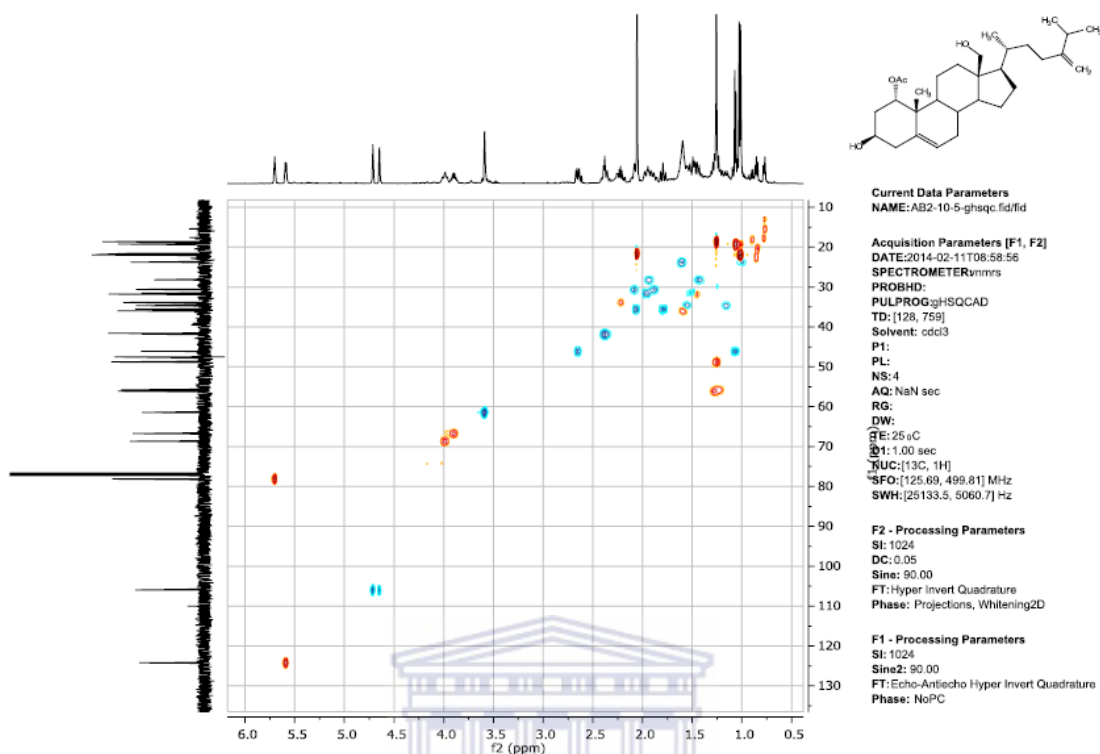 CH₃
H₃C
CH₃
HO
CH₂
OAc
CH₃
HO
Current Data Parameters
NAME:AB2-10-5-ghsqc.fid/fid
Acquisition Parameters [F1, F2]
DATE:2014-02-11T08:58:56
SPECTROMETER:vnmrs
PROBHD:
PULPROG:gHSQCAD
TD: [128, 759]
Solvent: cdcl3
P1:
PL:
NS: 4
AQ: NaN sec
RG:
DW:
TE: 25 oC
D1: 1.00 sec
NUC: [13C, 1H]
SFO: [125.69, 499.81] MHz
SWH: [25133.5, 5060.7] Hz
F2 - Processing Parameters
SI: 1024
DC: 0.05
Sine: 90.00
FT: Hyper Invert Quadrature
Phase: Projections, Whitening2D
F1 - Processing Parameters
SI: 1024
Sine2: 90.00
FT: Echo-Antiecho Hyper Invert Quadrature
Phase: NoPC
10
20
30
40
50
60
70
80
90
100
110
120
130
6.0 5.5 5.0 4.5 4.0 3.5 3.0 2.5 2.0 1.5 1.0 0.5
f2 (ppm)